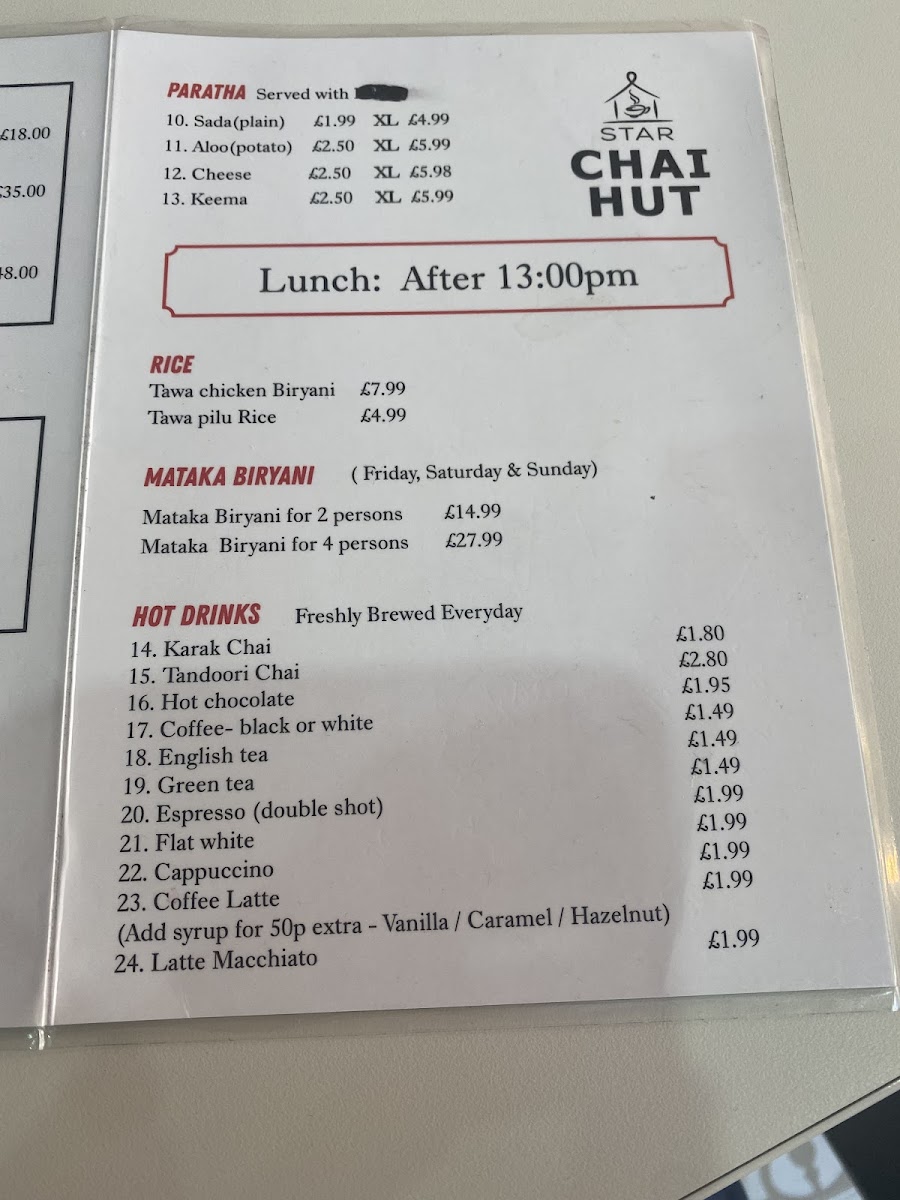 £18.00
£35.00
48.00
PARATHA Served with
10. Sada(plain) £1.99 XL £4.99
11. Aloo(potato) £2.50 XL £5.99
12. Cheese £2.50 XL £5.98
13. Keema £2.50 XL £5.99
STAR
CHAI
HUT
Lunch: After 13:00pm
RICE
Tawa chicken Biryani £7.99
Tawa pilu Rice £4.99
MATAKA BIRYANI ( Friday, Saturday & Sunday)
Mataka Biryani for 2 persons £14.99
Mataka Biryani for 4 persons £27.99
HOT DRINKS Freshly Brewed Everyday
14. Karak Chai £1.80
15. Tandoori Chai £2.80
16. Hot chocolate £1.95
17. Coffee- black or white £1.49
18. English tea £1.49
19. Green tea £1.49
20. Espresso (double shot) £1.99
21. Flat white £1.99
22. Cappuccino £1.99
23. Coffee Latte £1.99
(Add syrup for 50p extra - Vanilla / Caramel / Hazelnut)
24. Latte Macchiato £1.99